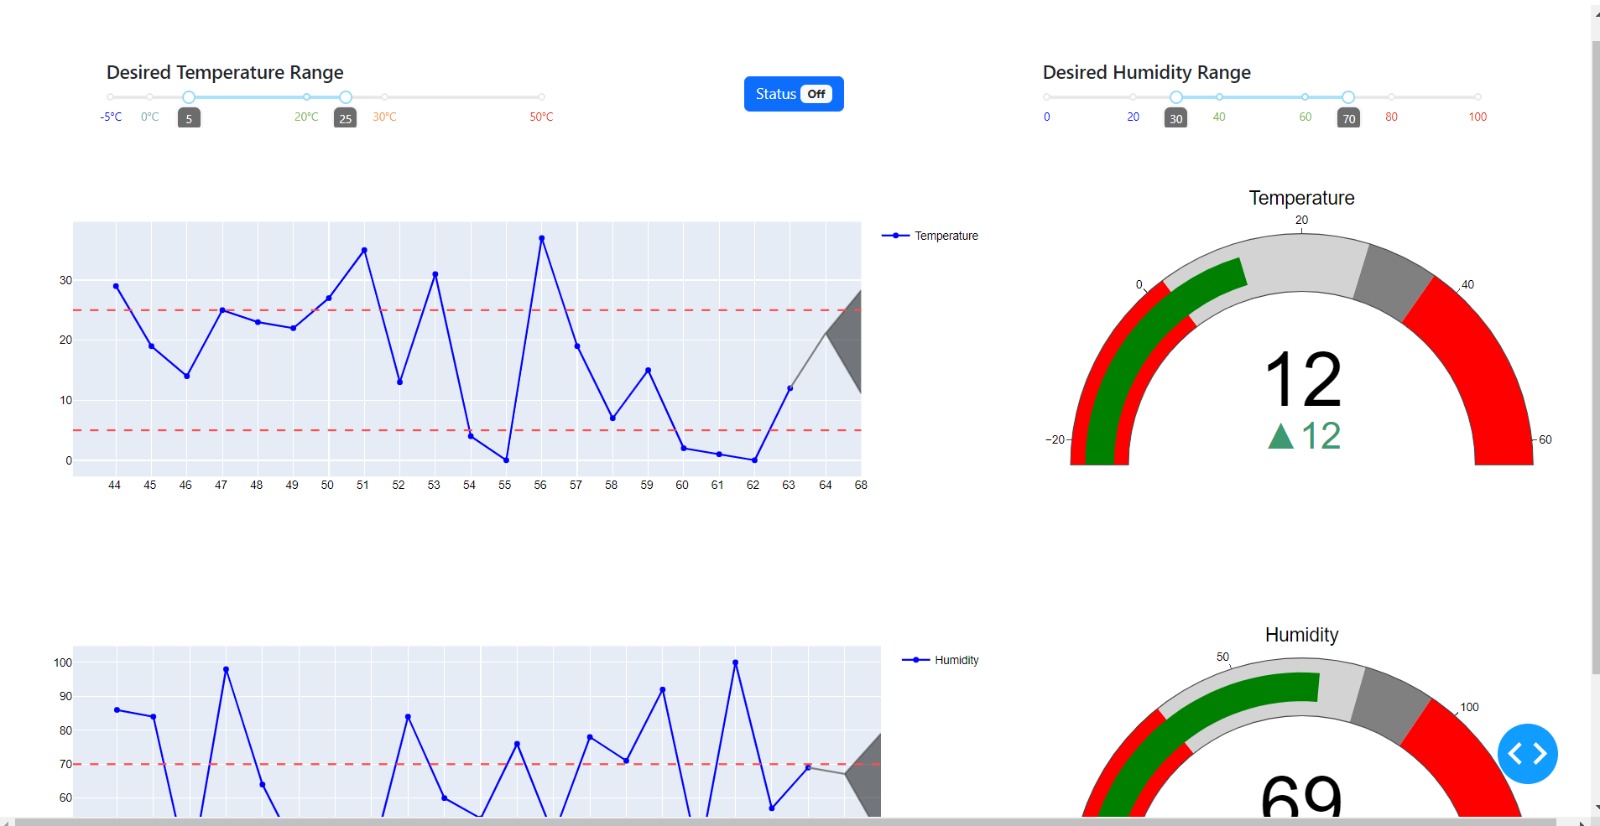 Desired Temperature Range
-5°C 0°C 5 20°C 25 30°C 50°C
Status Off
Desired Humidity Range
0 20 30 40 60 70 80 100
30
20
10
0
44 45 46 47 48 49 50 51 52 53 54 55 56 57 58 59 60 61 62 63 64 68
Temperature
Temperature
−20
0
20
40
60
12
▲12
100
90
80
70
60
Humidity
Humidity
50
100
69